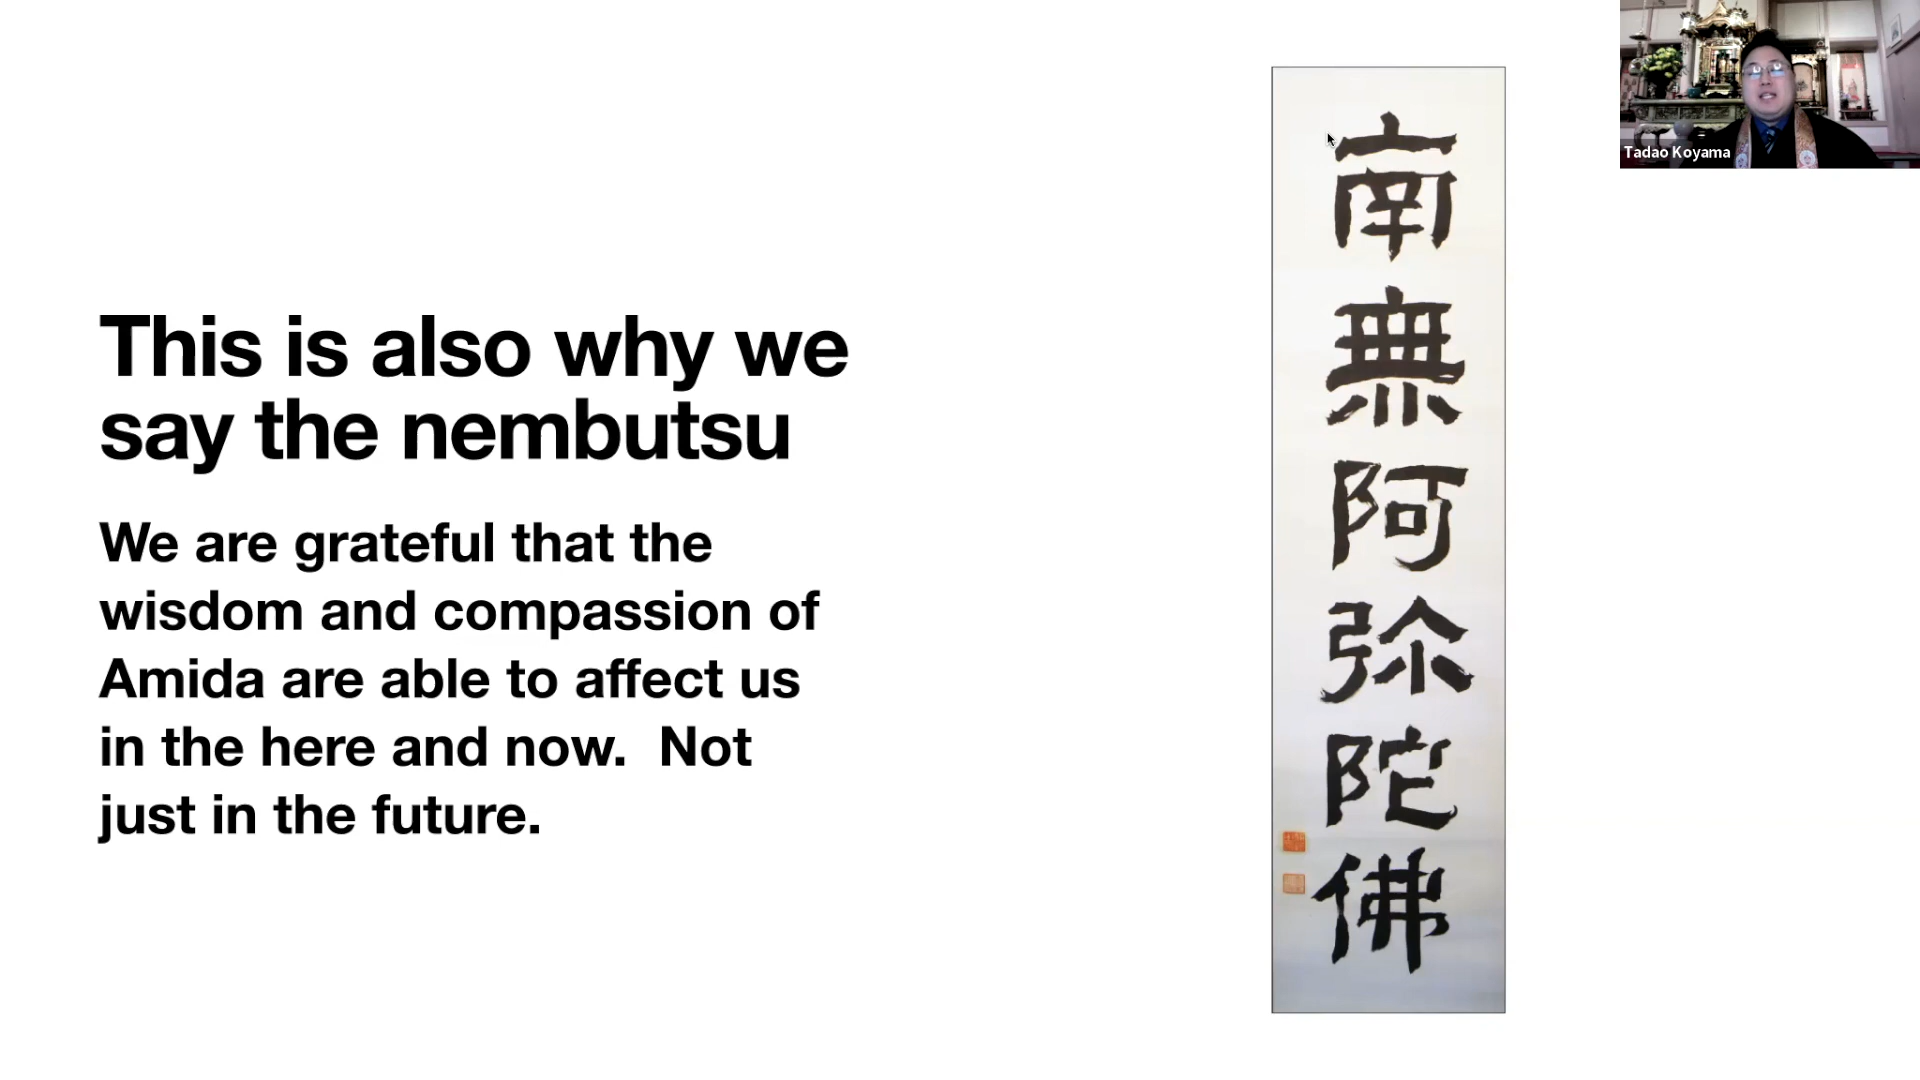 This is also why we
say the nembutsu
We are grateful that the
wisdom and compassion of
Amida are able to affect us
in the here and now.  Not
just in the future.
南無阿弥陀佛
Tadao Koyama